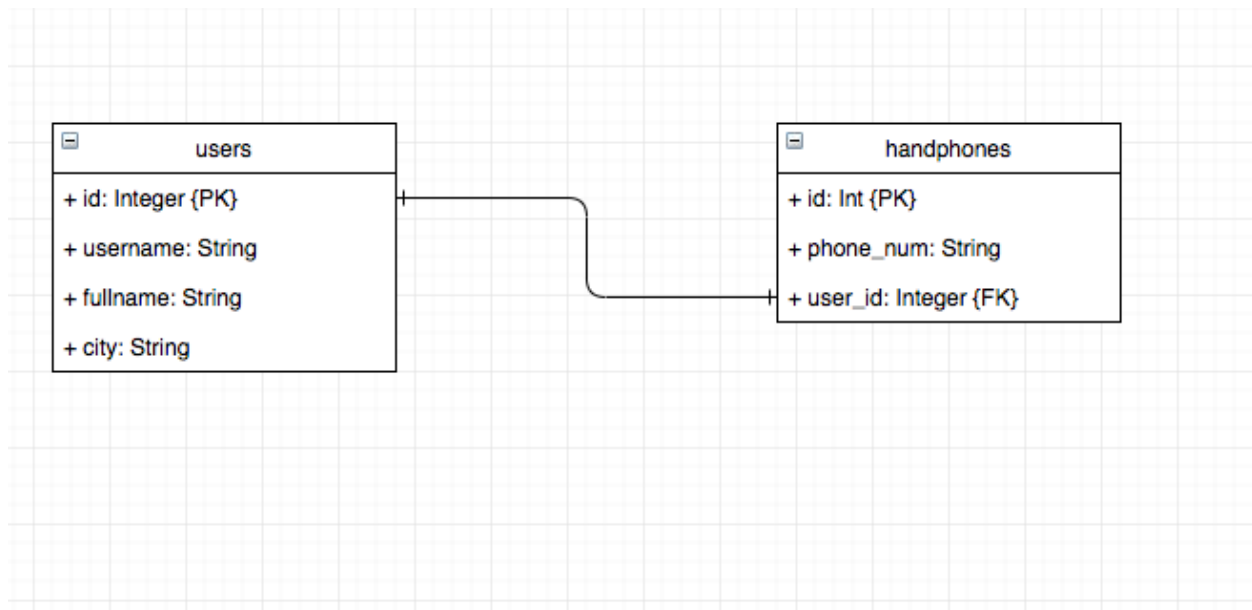 users
+ id: Integer {PK}
+ username: String
+ fullname: String
+ city: String
handphones
+ id: Int {PK}
+ phone_num: String
+ user_id: Integer {FK}